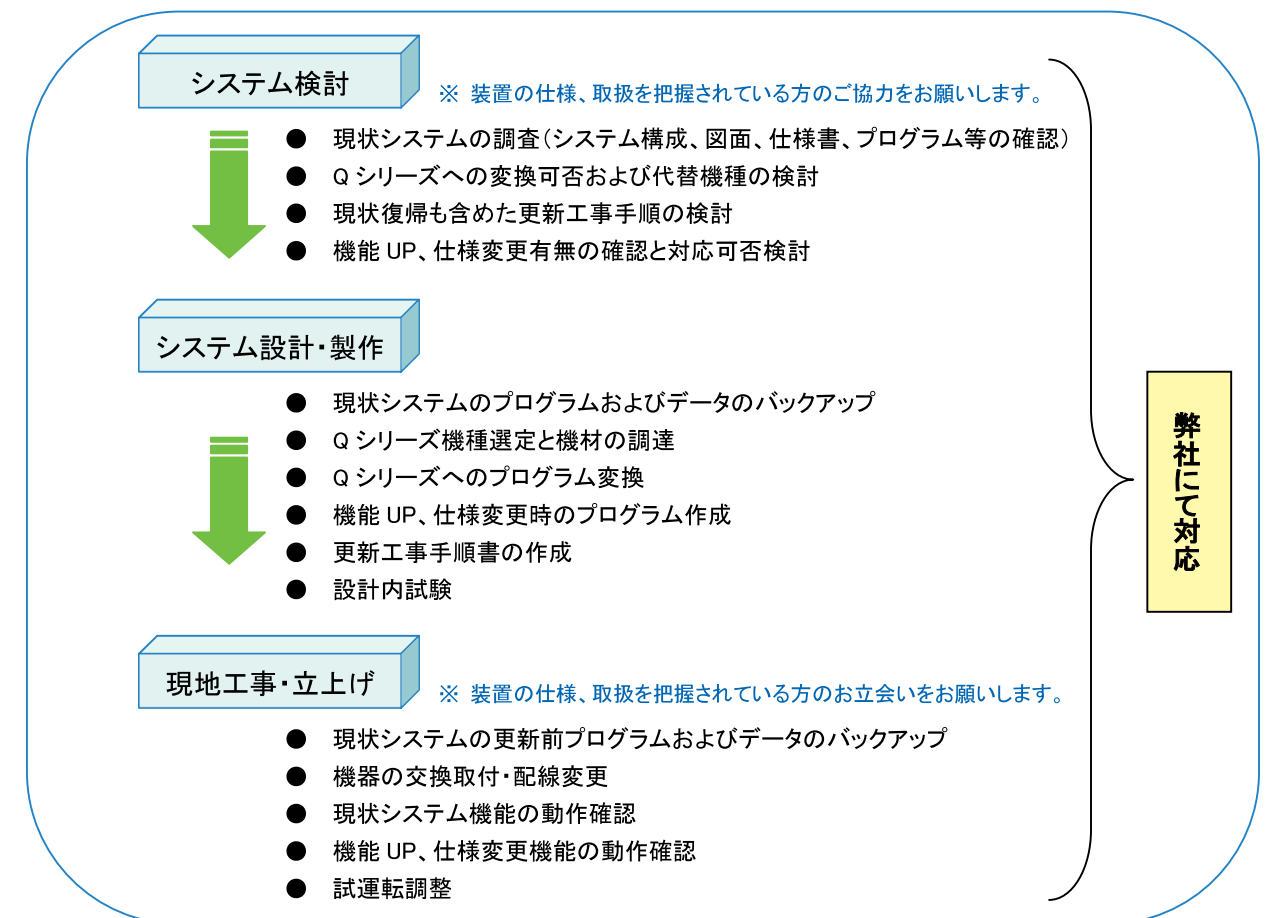 システム検討
※ 装置の仕様、取扱を把握されている方のご協力をお願いします。
● 現状システムの調査(システム構成、図面、仕様書、プログラム等の確認)
● Q シリーズへの変換可否および代替機種の検討
● 現状復帰も含めた更新工事手順の検討
● 機能 UP、仕様変更有無の確認と対応可否検討
システム設計・製作
● 現状システムのプログラムおよびデータのバックアップ
● Q シリーズ機種選定と機材の調達
● Q シリーズへのプログラム変換
● 機能 UP、仕様変更時のプログラム作成
● 更新工事手順書の作成
● 設計内試験
現地工事・立上げ
※ 装置の仕様、取扱を把握されている方のお立会いをお願いします。
● 現状システムの更新前プログラムおよびデータのバックアップ
● 機器の交換取付・配線変更
● 現状システム機能の動作確認
● 機能 UP、仕様変更機能の動作確認
● 試運転調整
弊社にて対応